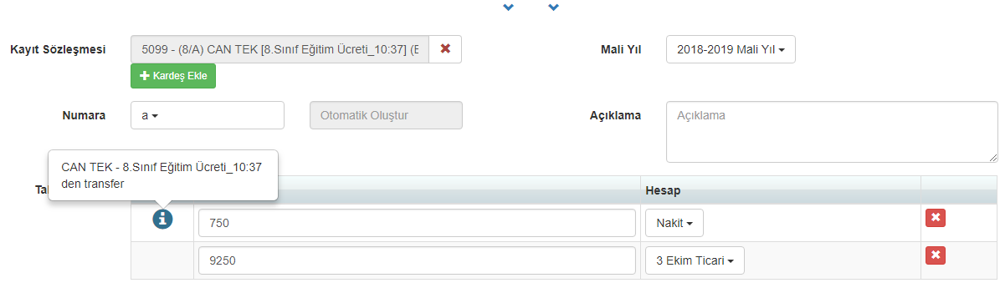 Kayıt Sözleşmesi
5099 - (8/A) CAN TEK [8.Sınıf Eğitim Ücreti_10:37] (E
Mali Yıl
2018-2019 Mali Yıl
Kardeş Ekle
Numara
a
Otomatik Oluştur
Açıklama
Açıklama
CAN TEK - 8.Sınıf Eğitim Ücreti_10:37
den transfer
Hesap
750
Nakit
9250
3 Ekim Ticari